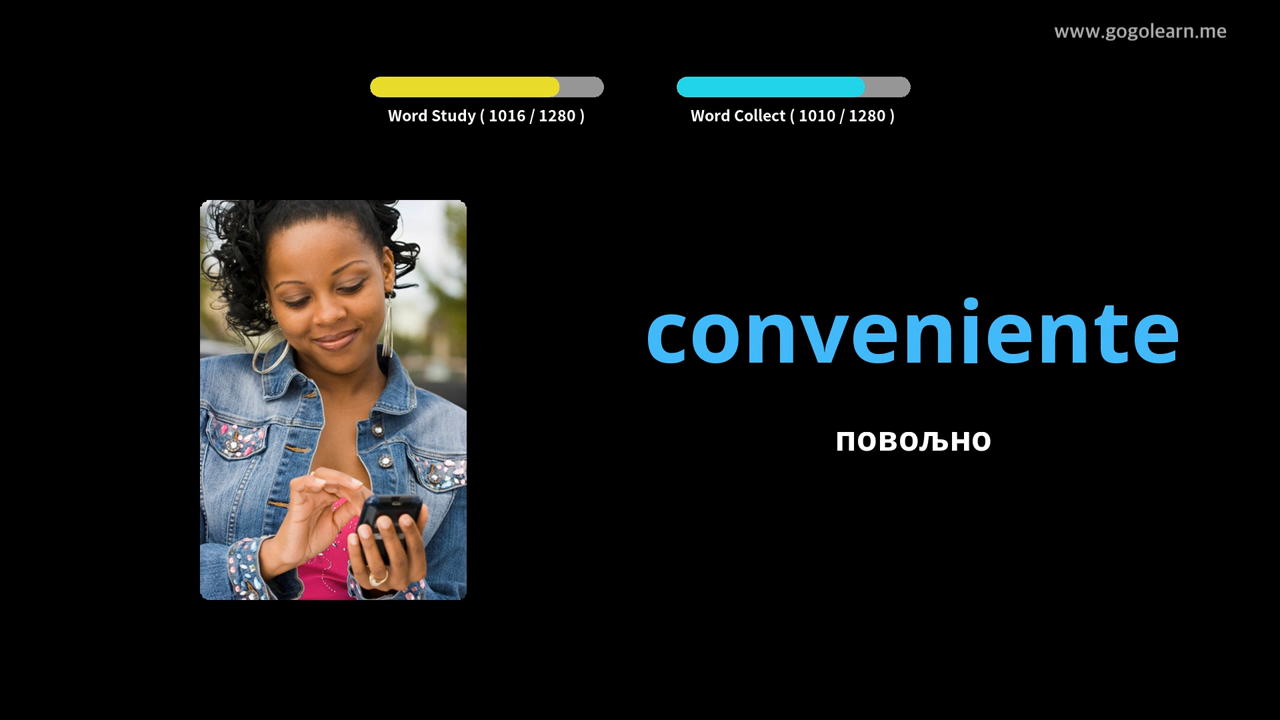 www.gogolearn.me
Word Study ( 1016 / 1280 )
Word Collect ( 1010 / 1280 )
conveniente
повољно